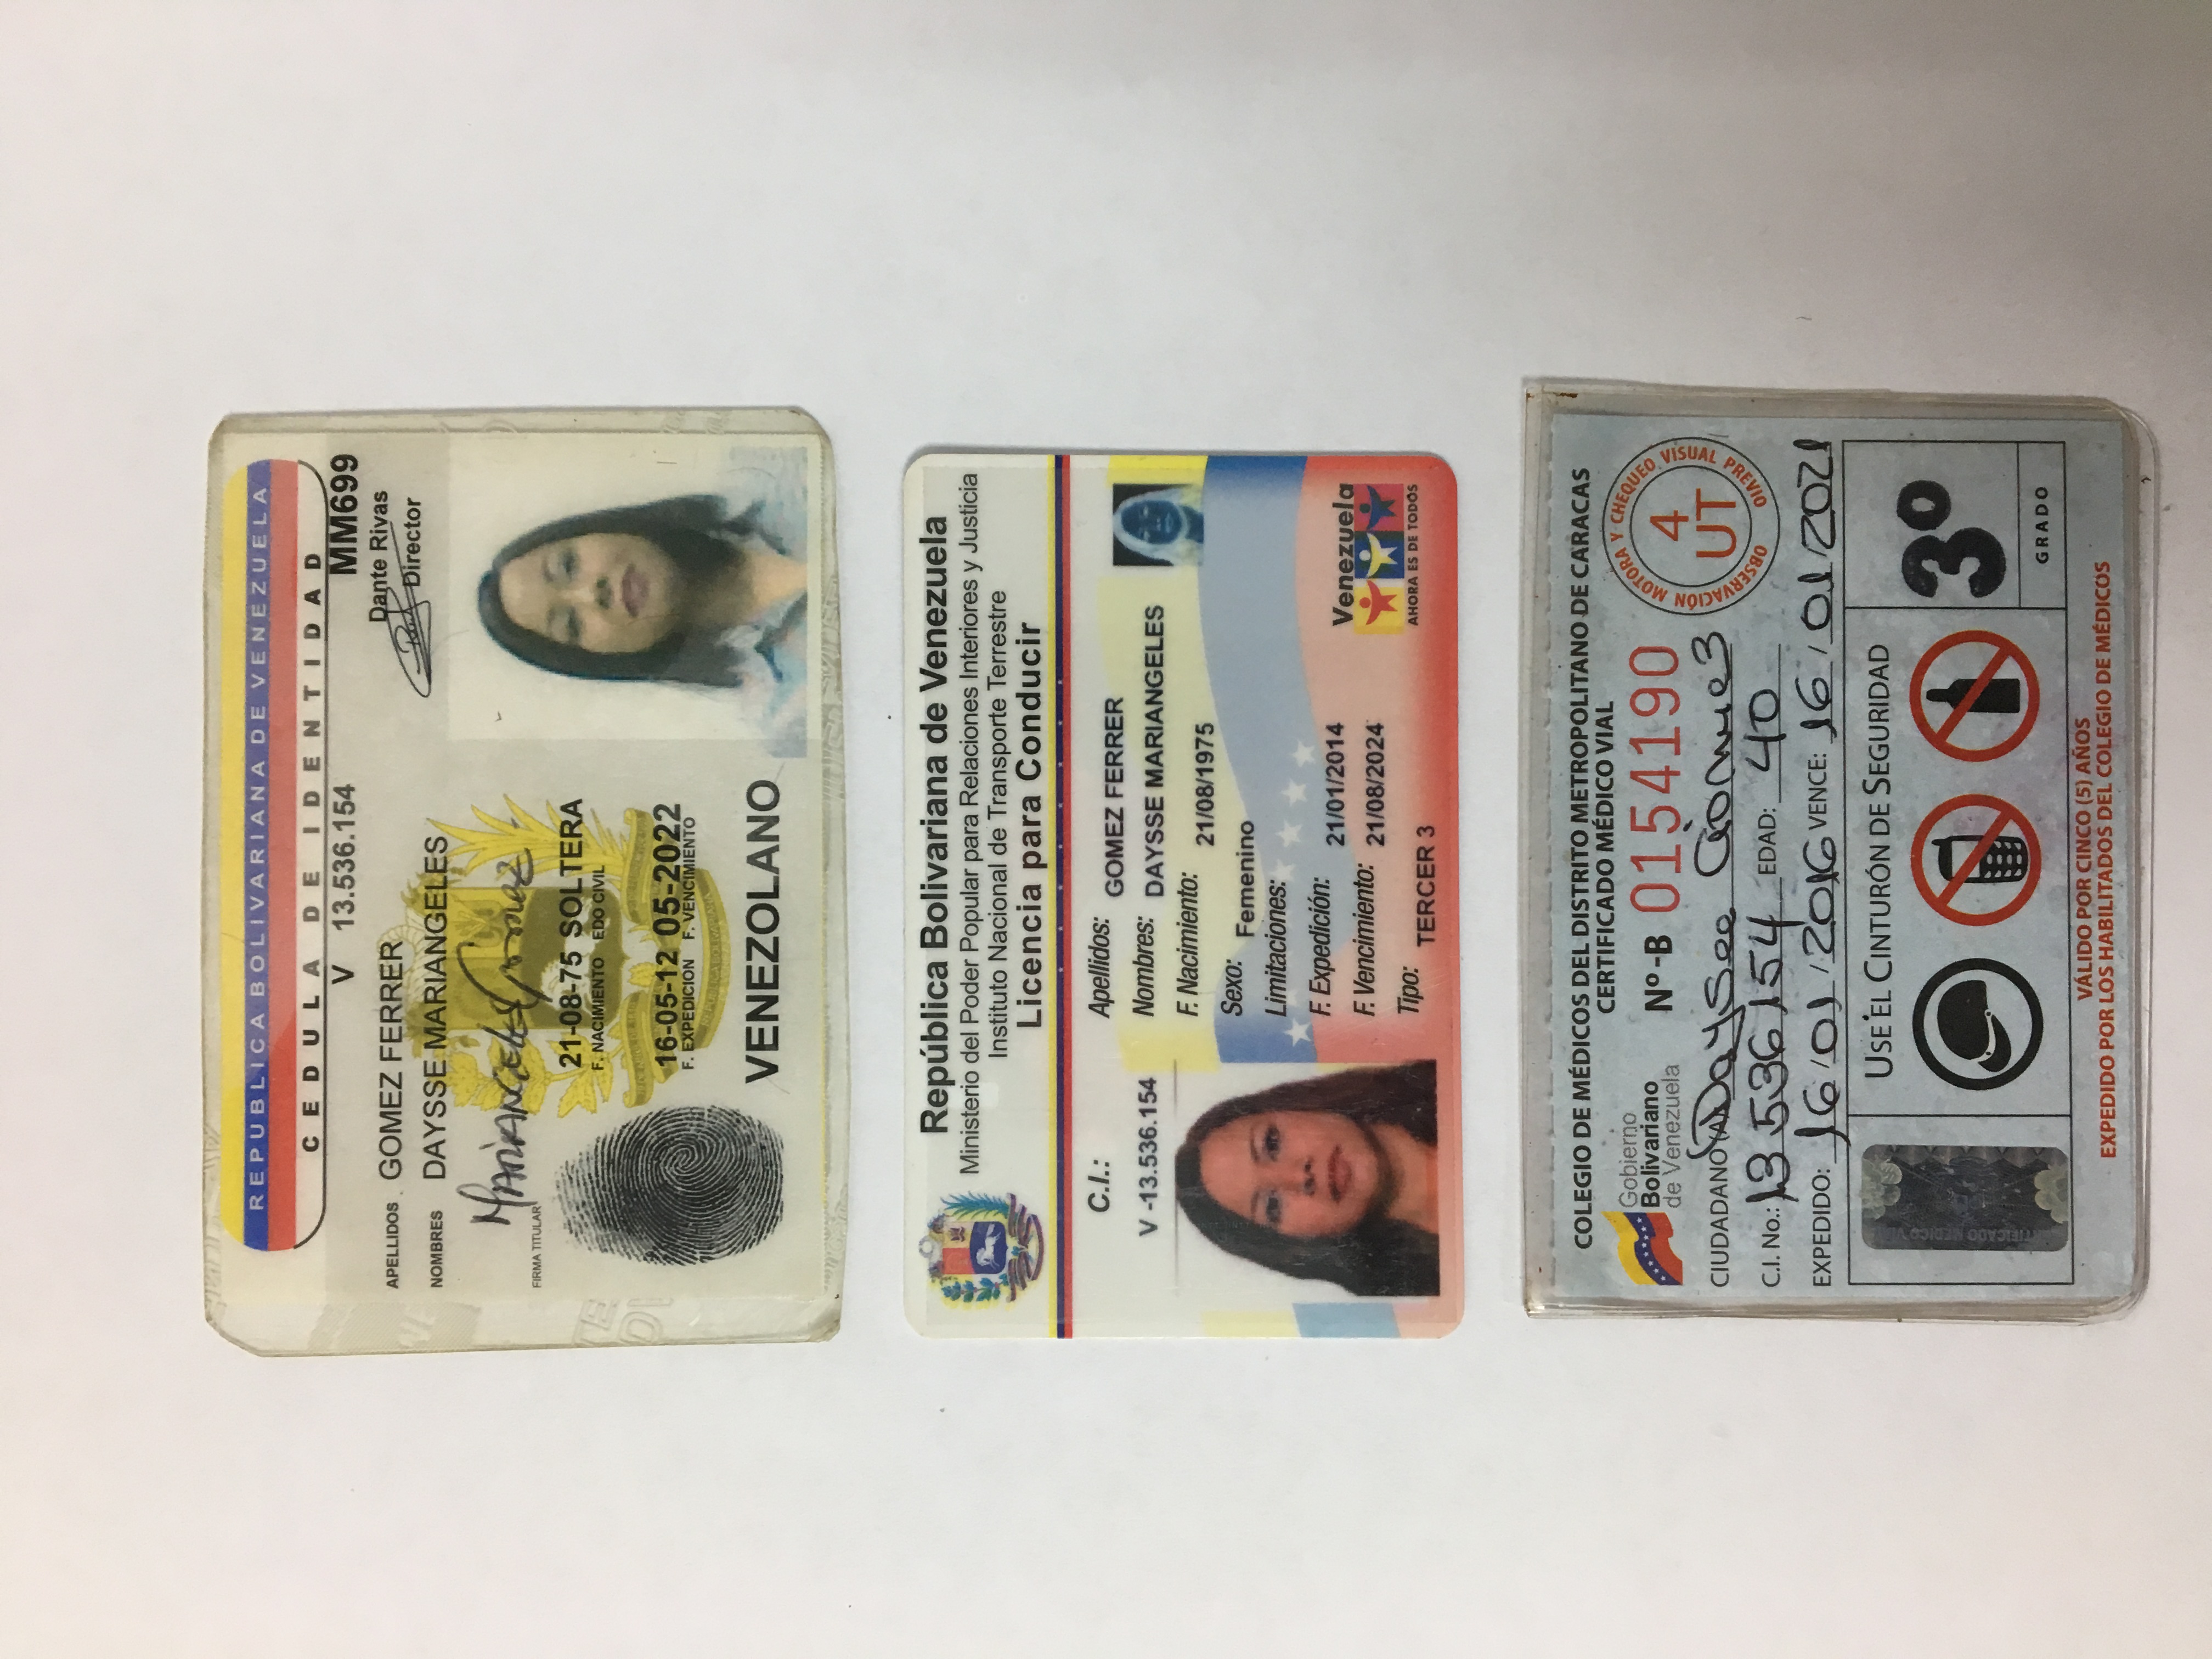 REPUBLICA BOLIVARIANA DE VENEZUELA
CEDULA DE IDENTIDAD
V 13.536.154 MM699
Dante Rivas
Director
APELLIDOS GOMEZ FERRER
NOMBRES DAYSSE MARIANGELES
Mariangeles Gomez
FIRMA TITULAR
21-08-75 SOLTERA
F. NACIMIENTO EDO CIVIL
16-05-12 05-2022
F. EXPEDICION F. VENCIMIENTO
REPUBLICA BOLIVARIANA
VENEZOLANO
República Bolivariana de Venezuela
Ministerio del Poder Popular para Relaciones Interiores y Justicia
Instituto Nacional de Transporte Terrestre
Licencia para Conducir
C.I.:
V -13.536.154
Apellidos: GOMEZ FERRER
Nombres: DAYSSE MARIANGELES
F. Nacimiento: 21/08/1975
Sexo: Femenino
Limitaciones:
F. Expedición: 21/01/2014
F. Vencimiento: 21/08/2024
Tipo: TERCER 3
Venezuela
AHORA ES DE TODOS
COLEGIO DE MÉDICOS DEL DISTRITO METROPOLITANO DE CARACAS
CERTIFICADO MÉDICO VIAL
Gobierno
Bolivariano
de Venezuela
Nº -B 0154190
OBSERVACIÓN MOTORA Y CHEQUEO VISUAL PREVIO
4
UT
CIUDADANO (A) Daysee Gomez
C.I. No.: 13 536 154 EDAD: 40
EXPEDIDO: 16/01/2016 VENCE: 16/01/2021
USE EL CINTURÓN DE SEGURIDAD
3º
GRADO
VÁLIDO POR CINCO (5) AÑOS
EXPEDIDO POR LOS HABILITADOS DEL COLEGIO DE MÉDICOS